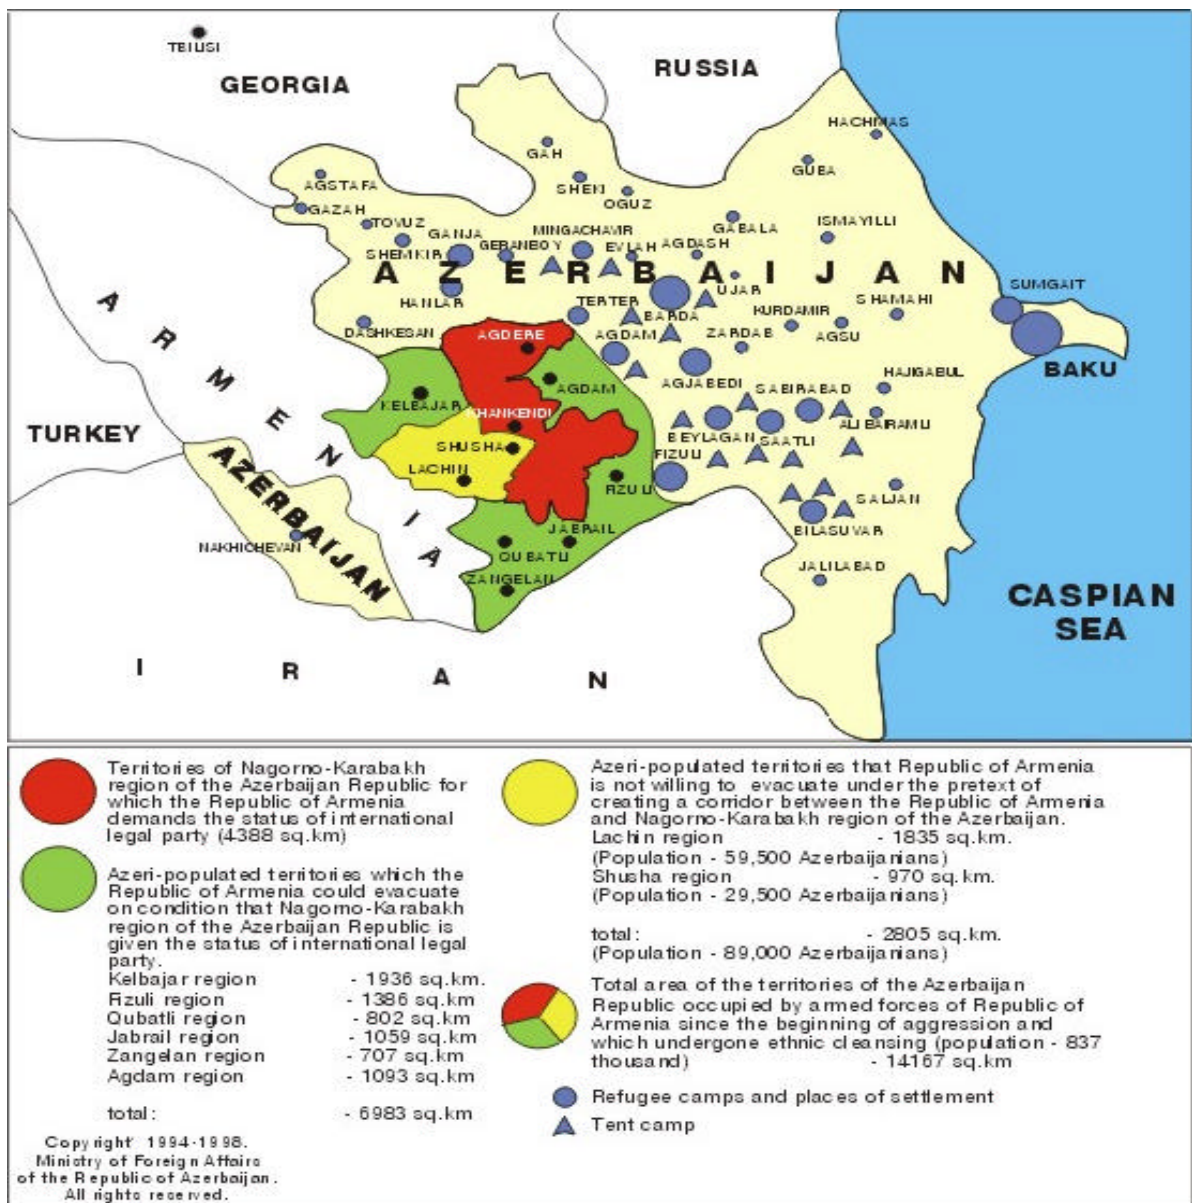 TBILISI
GEORGIA
RUSSIA
HACHMAS
GAH
GUBA
AGSTAFA
SHEKI
OGUZ
GAZAH
TOVUZ
GANJA
MINGACHAVIR
GABALA
ISMAYILLI
SHEMKIR
GERANBOY
EVLAH
AGDASH
AZERBAIJAN
SUMGAIT
UJAR
HANLAR
TERTER
BARDA
KURDAMIR
SHAMAHI
DASHKESAN
AGDERE
AGDAM
ZARDAB
AGSU
BAKU
ARMENIA
KELBAJAR
AGDAM
AGJABEDI
SABIRABAD
HAJIGABUL
KHANKENDI
ALI BAIRAMLI
TURKEY
SHUSHA
BEYLAGAN
SAATLI
LACHIN
FIZULI
FIZULI
SALJAN
AZERBAIJAN
NAKHICHEVAN
JABRAIL
BILASUVAR
QUBATLI
ZANGELAN
JALILABAD
CASPIAN
SEA
IRAN
Territories of Nagorno-Karabakh
region of the Azerbaijan Republic for
which the Republic of Armenia
demands the status of international
legal party (4388 sq.km)
Azeri-populated territories which the
Republic of Armenia could evacuate
on condition that Nagorno-Karabakh
region of the Azerbaijan Republic is
given the status of international legal
party.
Kelbajar region - 1936 sq.km.
Fizuli region - 1386 sq.km
Qubatli region - 802 sq.km
Jabrail region - 1059 sq.km
Zangelan region - 707 sq.km
Agdam region - 1093 sq.km
total: - 6983 sq.km
Copyright' 1994-1998.
Ministry of Foreign Affairs
of the Republic of Azerbaijan.
All rights reserved.
Azeri-populated territories that Republic of Armenia
is not willing to evacuate under the pretext of
creating a corridor between the Republic of Armenia
and Nagorno-Karabakh region of the Azerbaijan.
Lachin region - 1835 sq.km.
(Population - 59,500 Azerbaijanians)
Shusha region - 970 sq.km.
(Population - 29,500 Azerbaijanians)
total: - 2805 sq.km.
(Population - 89,000 Azerbaijanians)
Total area of the territories of the Azerbaijan
Republic occupied by armed forces of Republic of
Armenia since the beginning of aggression and
which undergone ethnic cleansing (population - 837
thousand) - 14167 sq.km
Refugee camps and places of settlement
Tent camp